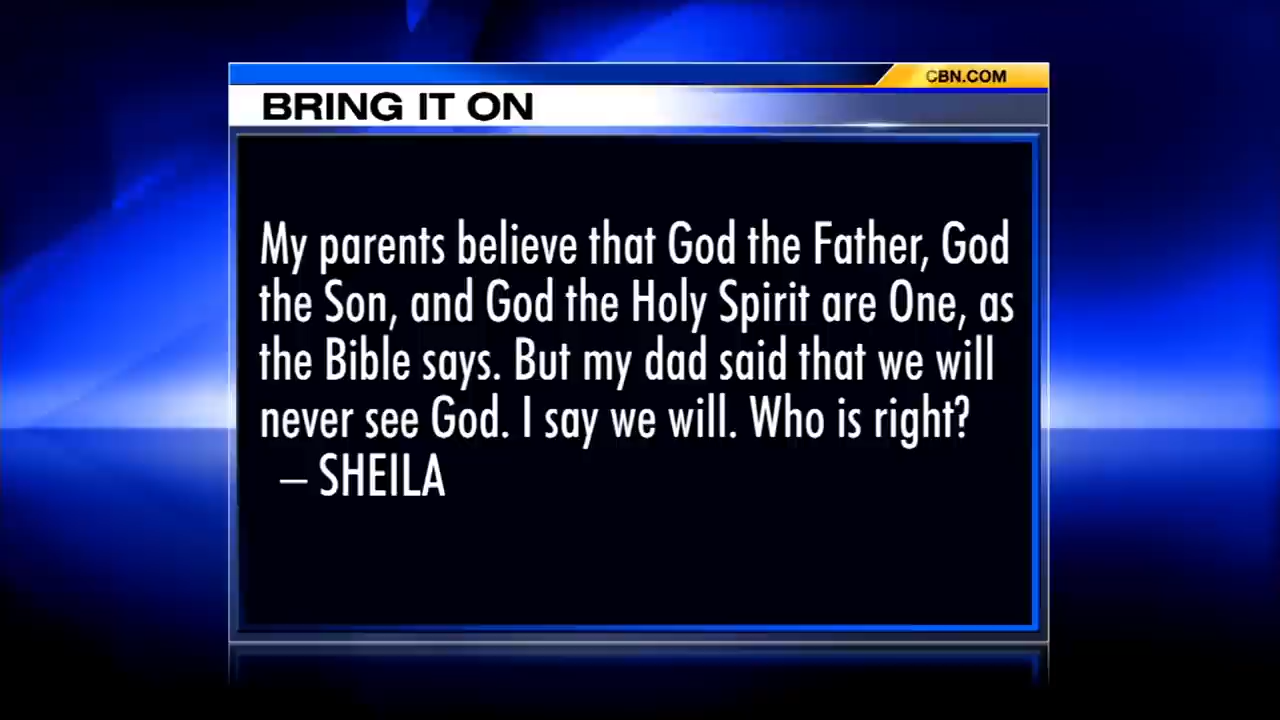 CBN.COM
BRING IT ON
My parents believe that God the Father, God
the Son, and God the Holy Spirit are One, as
the Bible says. But my dad said that we will
never see God. I say we will. Who is right?
– SHEILA